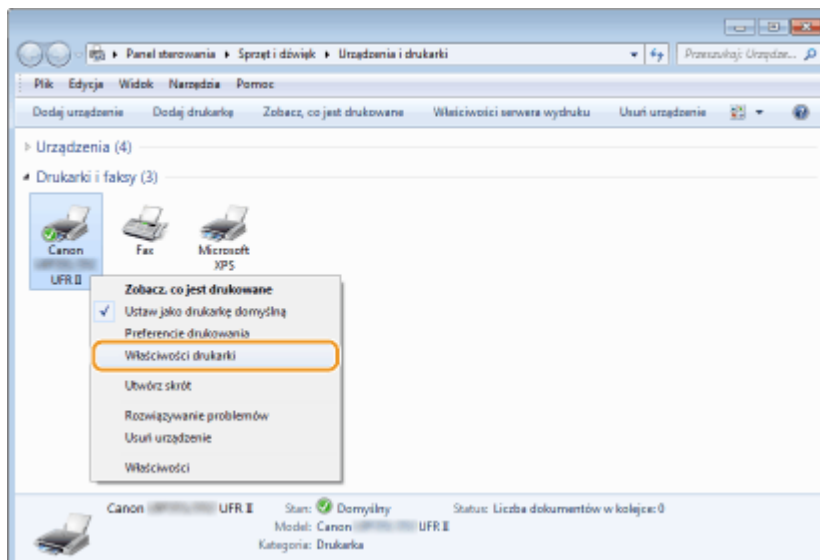 Panel sterowania Sprzęt i dźwięk Urządzenia i drukarki Przeszukaj: Urządze...
Plik Edycja Widok Narzędzia Pomoc
Dodaj urządzenie Dodaj drukarkę Zobacz, co jest drukowane Właściwości serwera wydruku Usuń urządzenie
Urządzenia (4)
Drukarki i faksy (3)
Canon
UFR II
Fax
Microsoft
XPS
Zobacz, co jest drukowane
Ustaw jako drukarkę domyślną
Preferencje drukowania
Właściwości drukarki
Utwórz skrót
Rozwiązywanie problemów
Usuń urządzenie
Właściwości
Canon UFR II Stan: Domyślny Status: Liczba dokumentów w kolejce: 0
Model: Canon UFR II
Kategoria: Drukarka